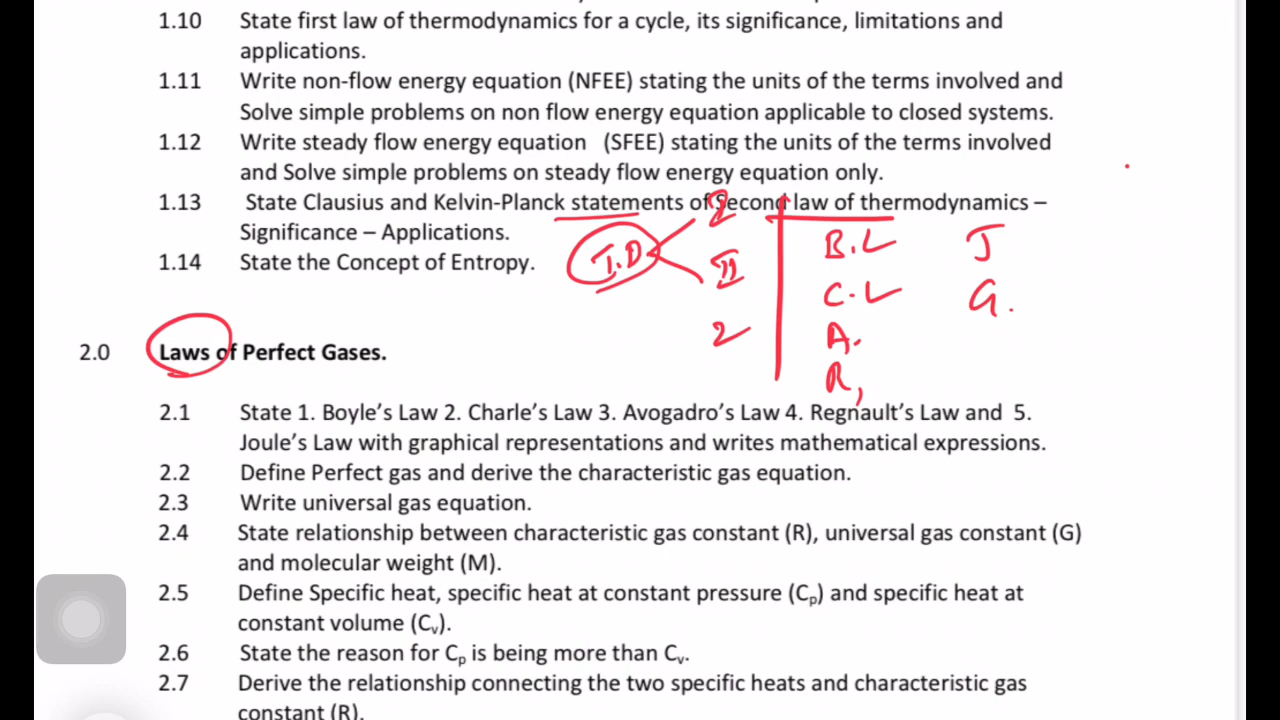 1.10 State first law of thermodynamics for a cycle, its significance, limitations and
applications.
1.11 Write non-flow energy equation (NFEE) stating the units of the terms involved and
Solve simple problems on non flow energy equation applicable to closed systems.
1.12 Write steady flow energy equation (SFEE) stating the units of the terms involved
and Solve simple problems on steady flow energy equation only.
1.13 State Clausius and Kelvin-Planck statements of Second law of thermodynamics –
Significance – Applications.
1.14 State the Concept of Entropy.
T.D
I
II
2
B.L
C.L
A.
R,
J
G.
2.0 Laws of Perfect Gases.
2.1 State 1. Boyle's Law 2. Charle's Law 3. Avogadro's Law 4. Regnault's Law and 5.
Joule's Law with graphical representations and writes mathematical expressions.
2.2 Define Perfect gas and derive the characteristic gas equation.
2.3 Write universal gas equation.
2.4 State relationship between characteristic gas constant (R), universal gas constant (G)
and molecular weight (M).
2.5 Define Specific heat, specific heat at constant pressure (Cp) and specific heat at
constant volume (Cv).
2.6 State the reason for Cp is being more than Cv.
2.7 Derive the relationship connecting the two specific heats and characteristic gas
constant (R).